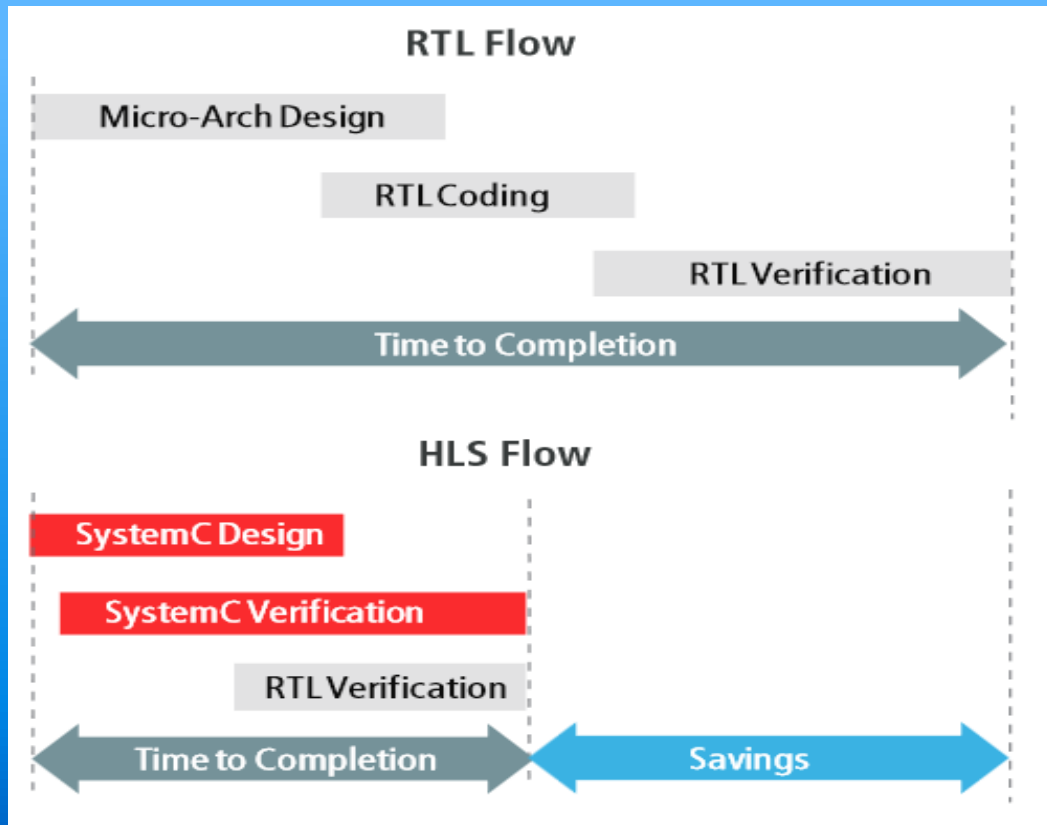 RTL Flow
Micro-Arch Design
RTL Coding
RTL Verification
Time to Completion
HLS Flow
SystemC Design
SystemC Verification
RTL Verification
Time to Completion
Savings